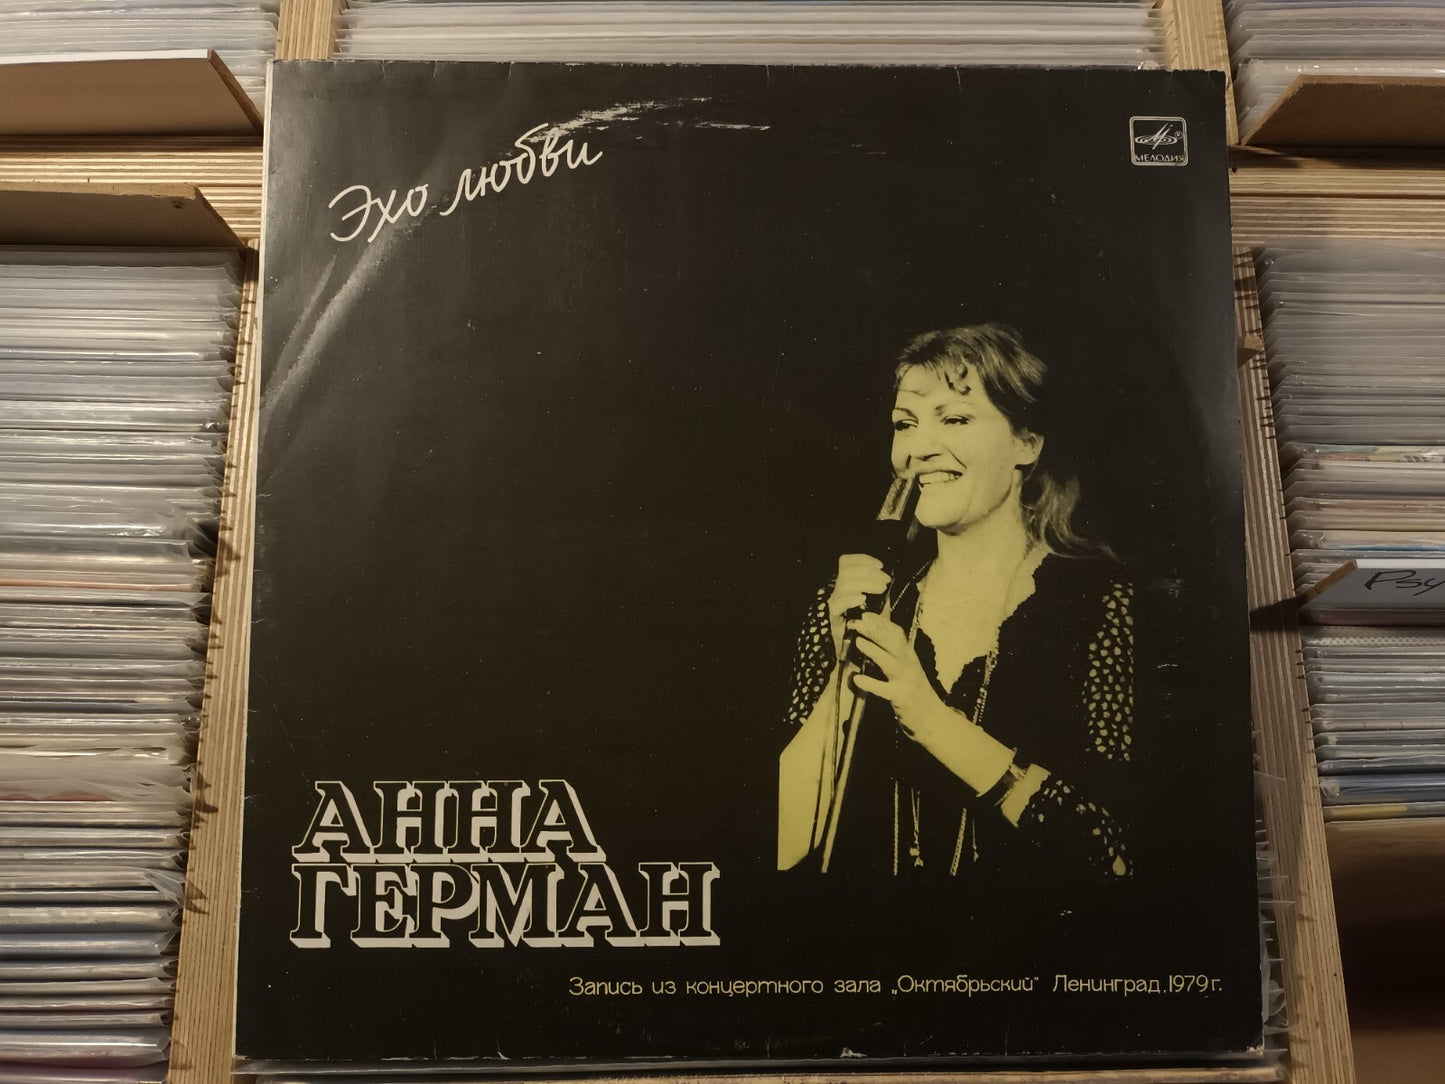 Эхо любви
МЕЛОДИЯ
АННА
ГЕРМАН
Запись из концертного зала „Октябрьский" Ленинград, 1979 г.